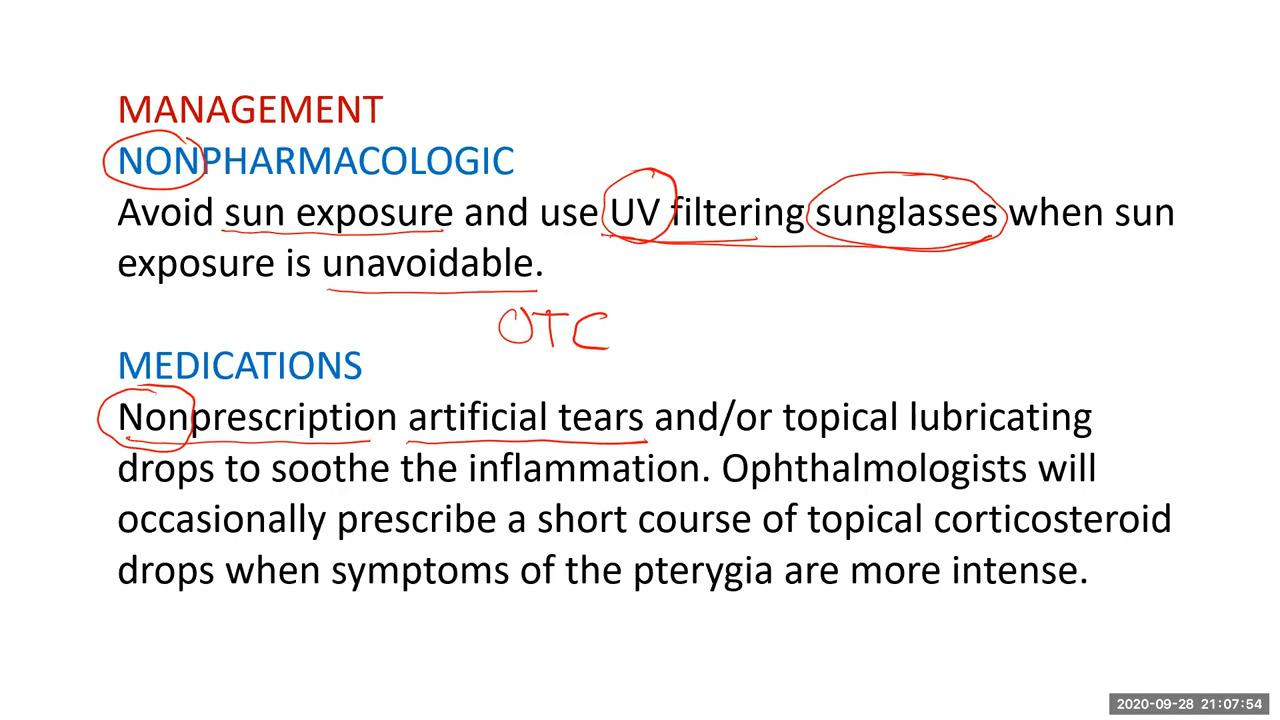 MANAGEMENT
NONPHARMACOLOGIC
Avoid sun exposure and use UV filtering sunglasses when sun
exposure is unavoidable.
OTC
MEDICATIONS
Nonprescription artificial tears and/or topical lubricating
drops to soothe the inflammation. Ophthalmologists will
occasionally prescribe a short course of topical corticosteroid
drops when symptoms of the pterygia are more intense.
2020-09-28 21:07:54